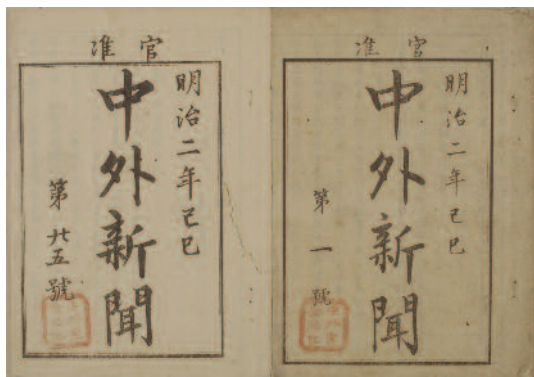 官准
明治二年己巳
中外新聞
第一號
官准
明治二年己巳
中外新聞
第廿五號